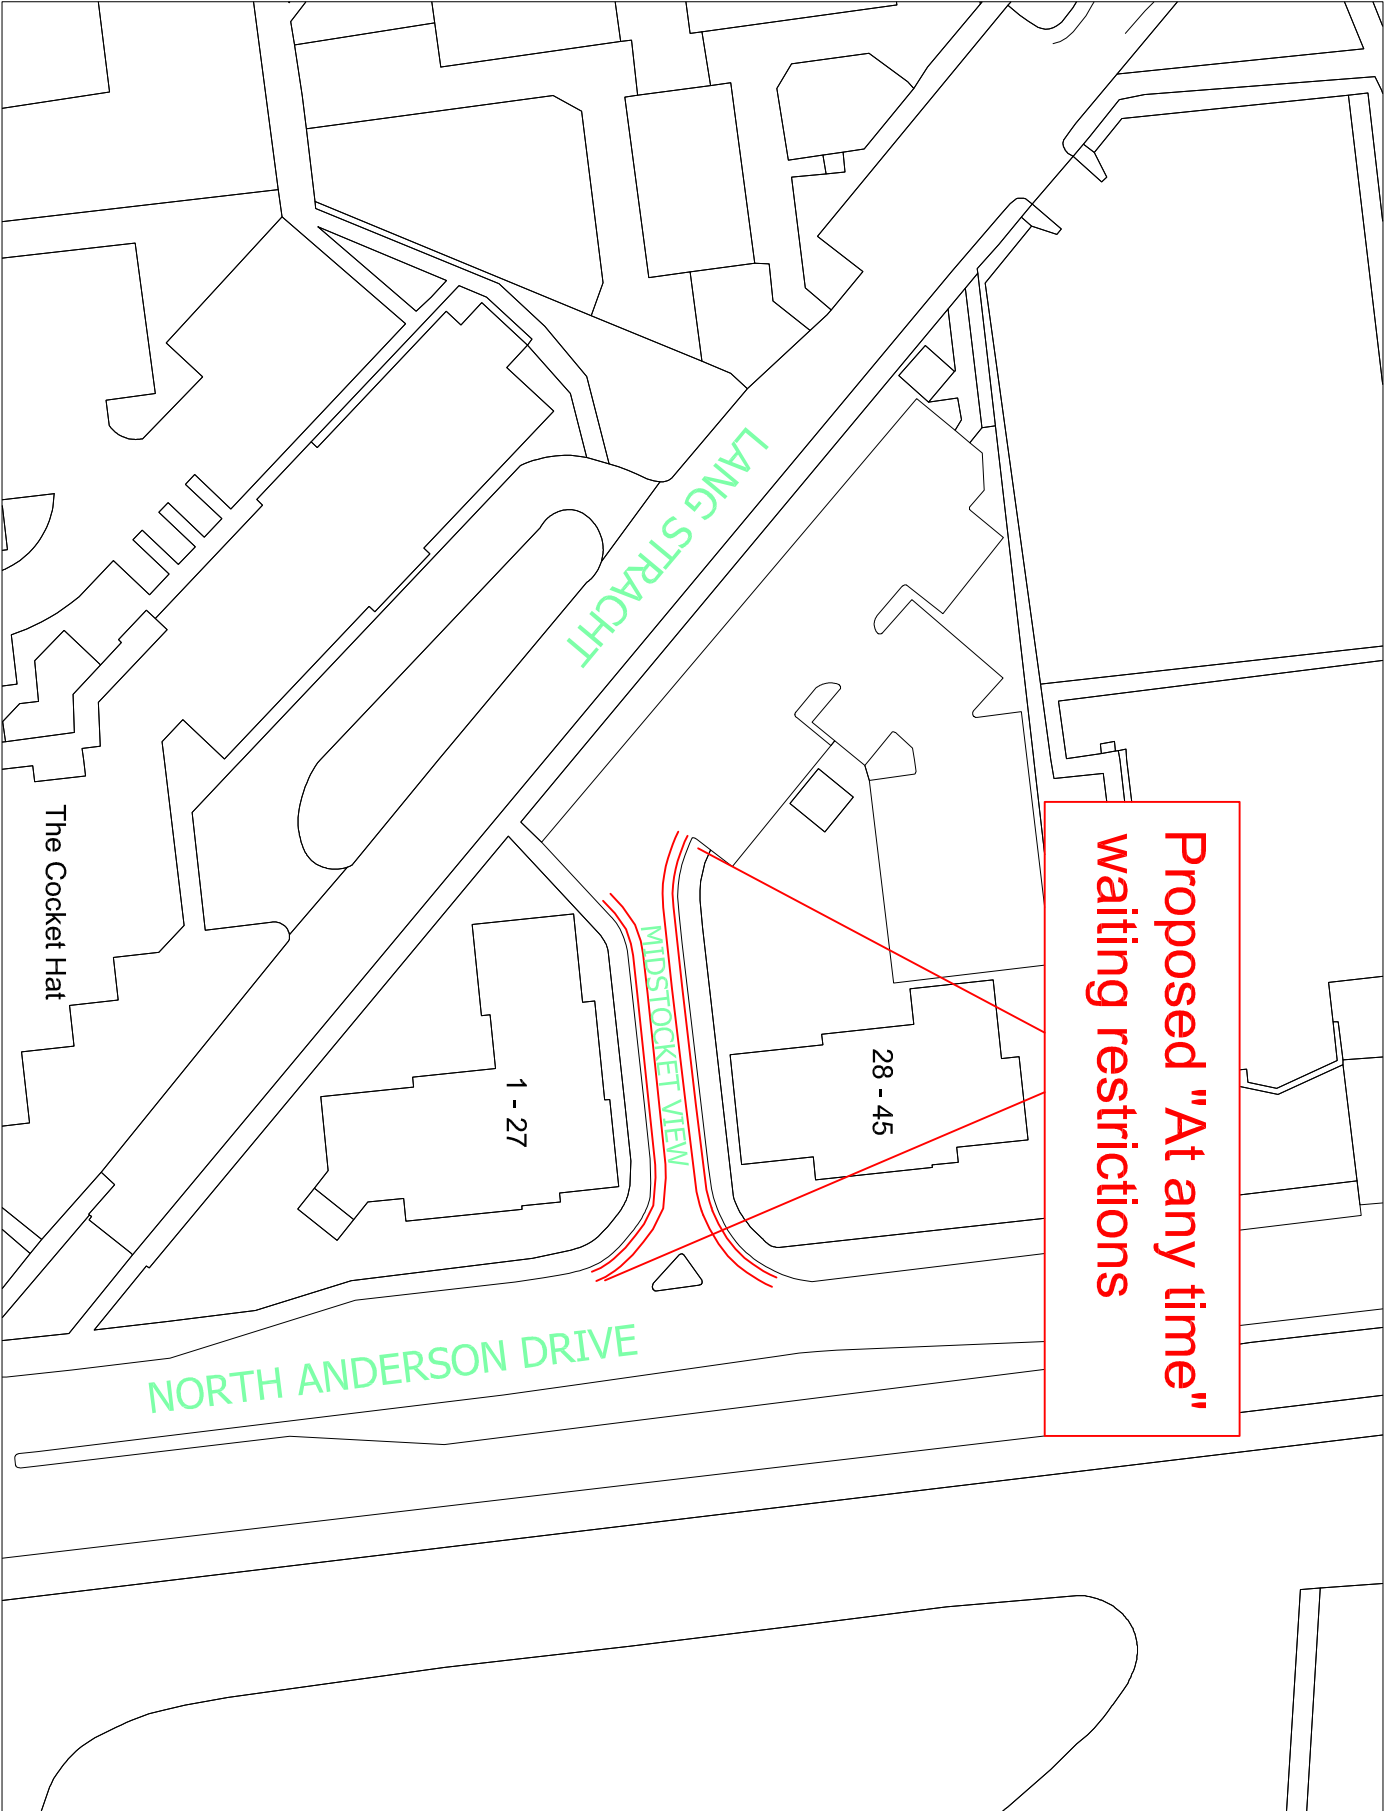 Proposed "At any time"
waiting restrictions
28 - 45
LANG STRACHT
MIDSTOCKET VIEW
1 - 27
NORTH ANDERSON DRIVE
The Cocket Hat